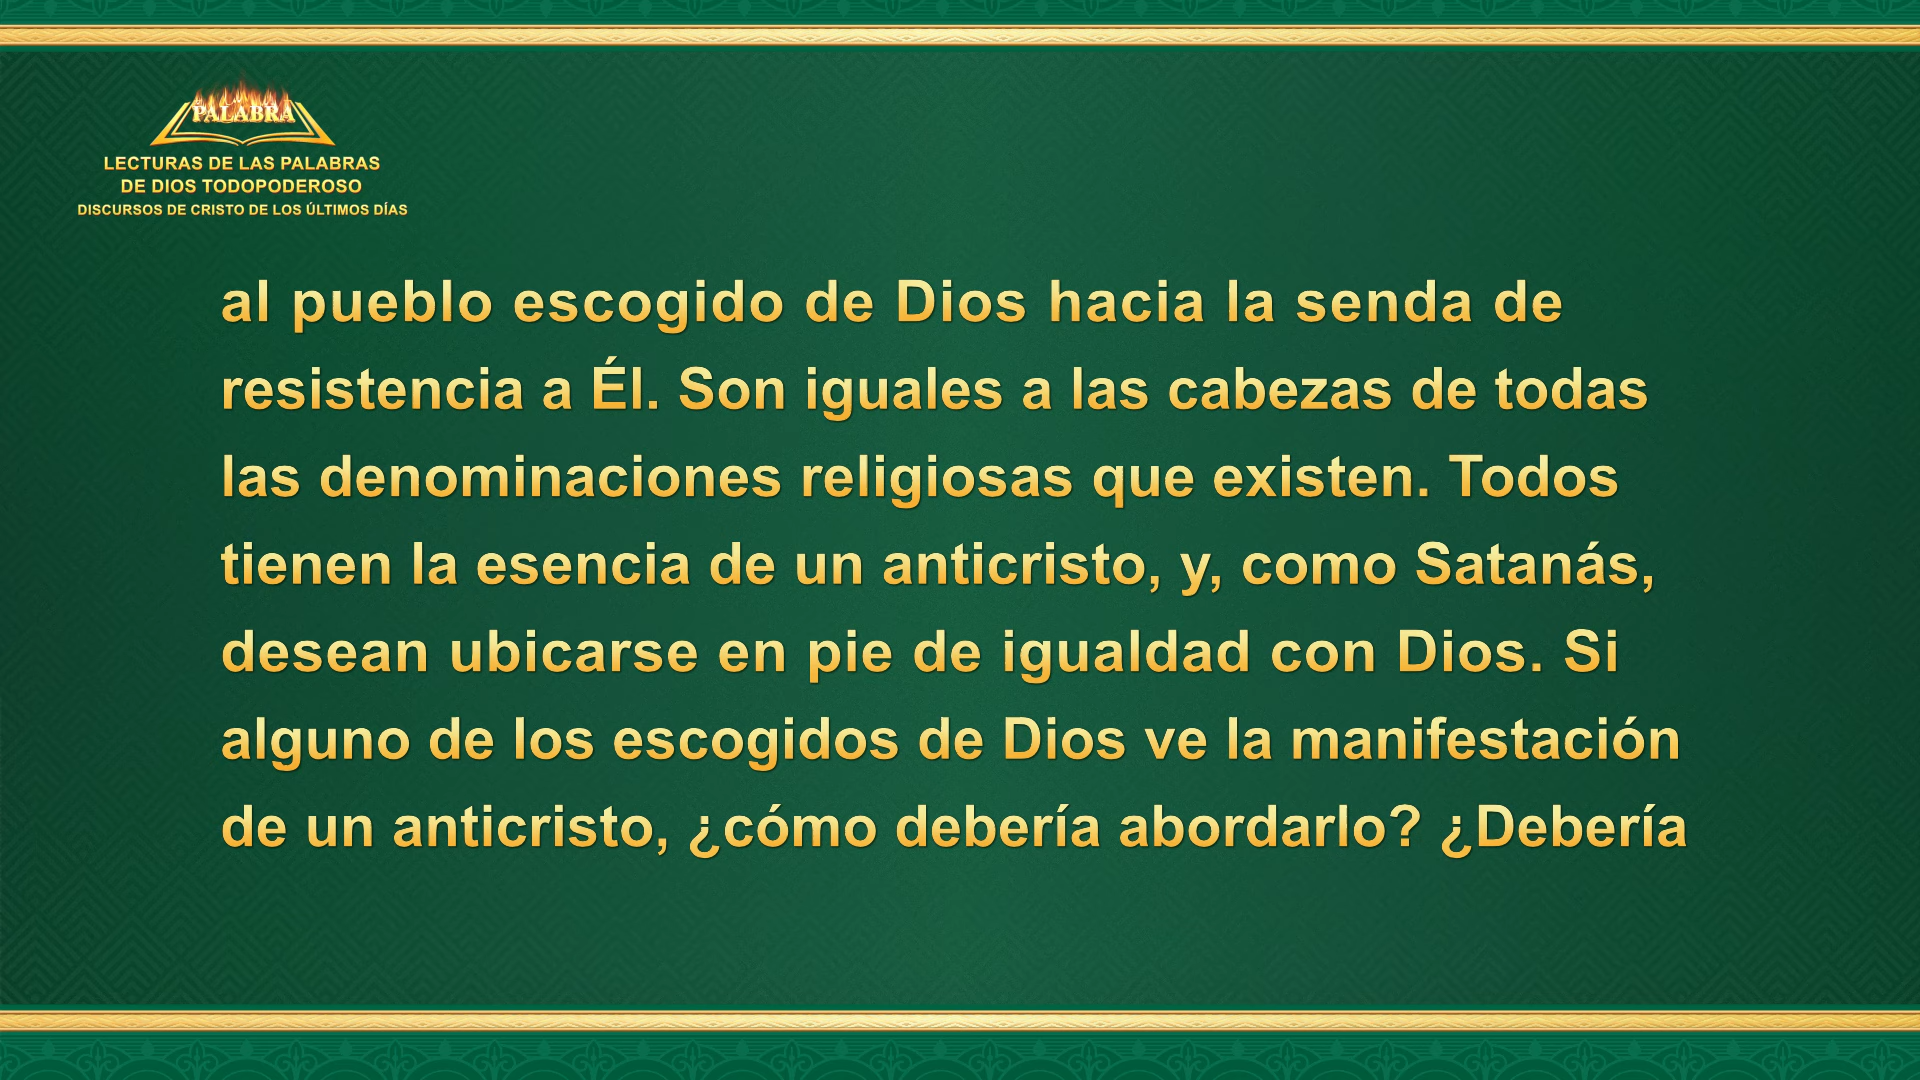 PALABRA
LECTURAS DE LAS PALABRAS
DE DIOS TODOPODEROSO
DISCURSOS DE CRISTO DE LOS ÚLTIMOS DÍAS
al pueblo escogido de Dios hacia la senda de
resistencia a Él. Son iguales a las cabezas de todas
las denominaciones religiosas que existen. Todos
tienen la esencia de un anticristo, y, como Satanás,
desean ubicarse en pie de igualdad con Dios. Si
alguno de los escogidos de Dios ve la manifestación
de un anticristo, ¿cómo debería abordarlo? ¿Debería